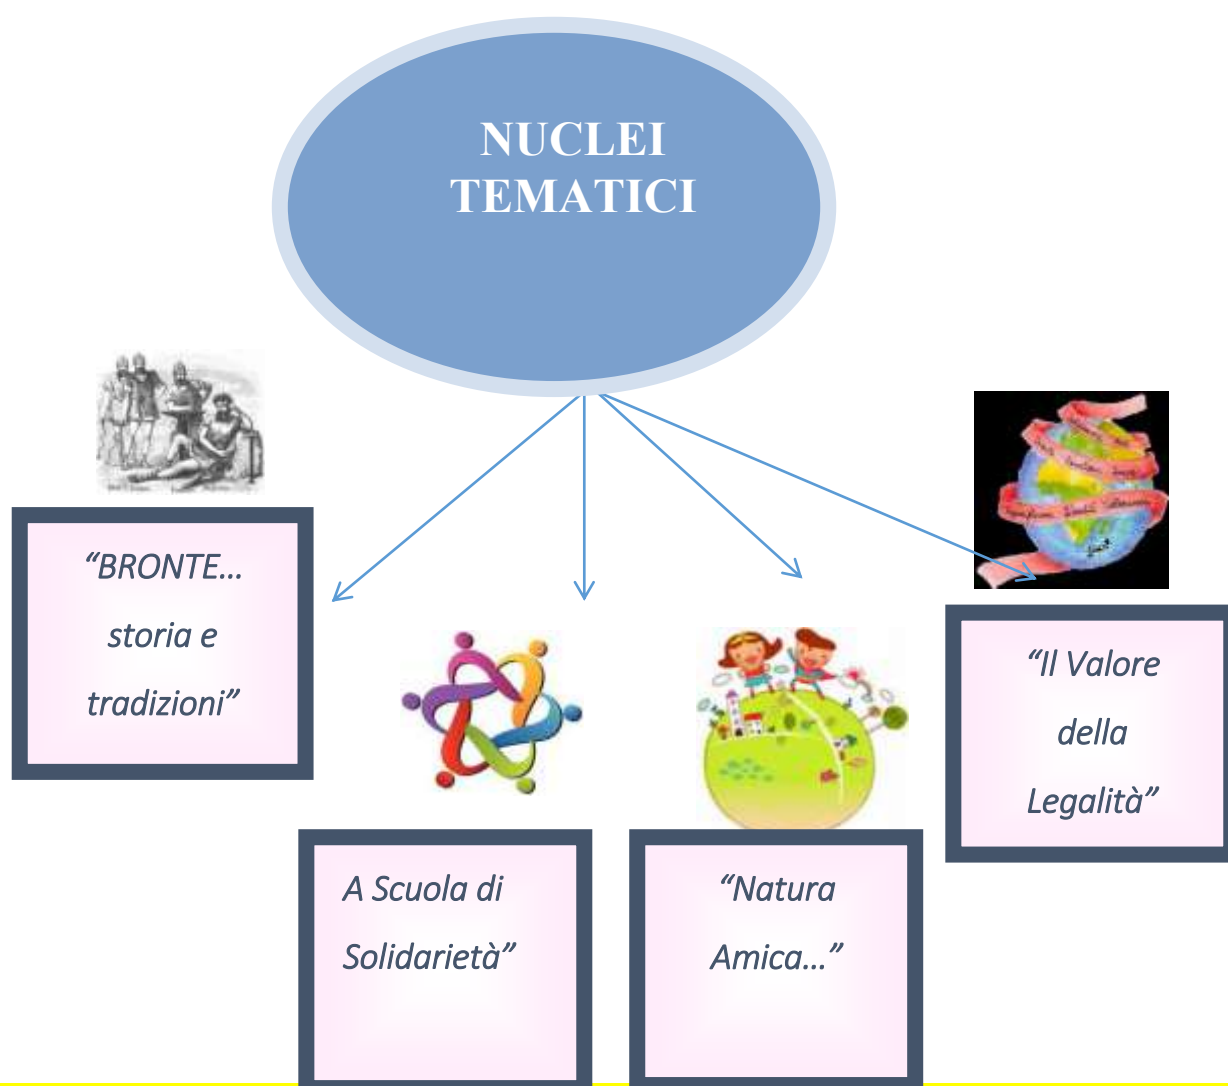 NUCLEI
TEMATICI
“BRONTE...
storia e
tradizioni”
A Scuola di
Solidarietà”
“Natura
Amica...”
“Il Valore
della
Legalità”